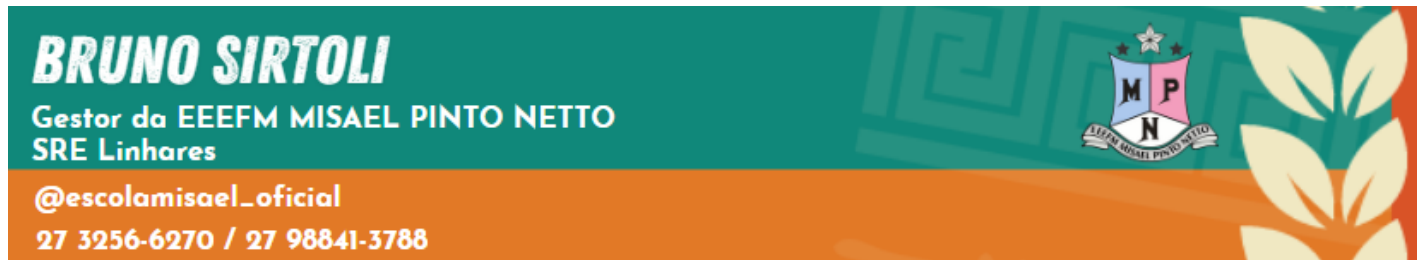 BRUNO SIRTOLI
Gestor da EEEFM MISAEL PINTO NETTO
SRE Linhares
@escolamisael_oficial
27 3256-6270 / 27 98841-3788
M P
N
EEEFM MISAEL PINTO NETTO